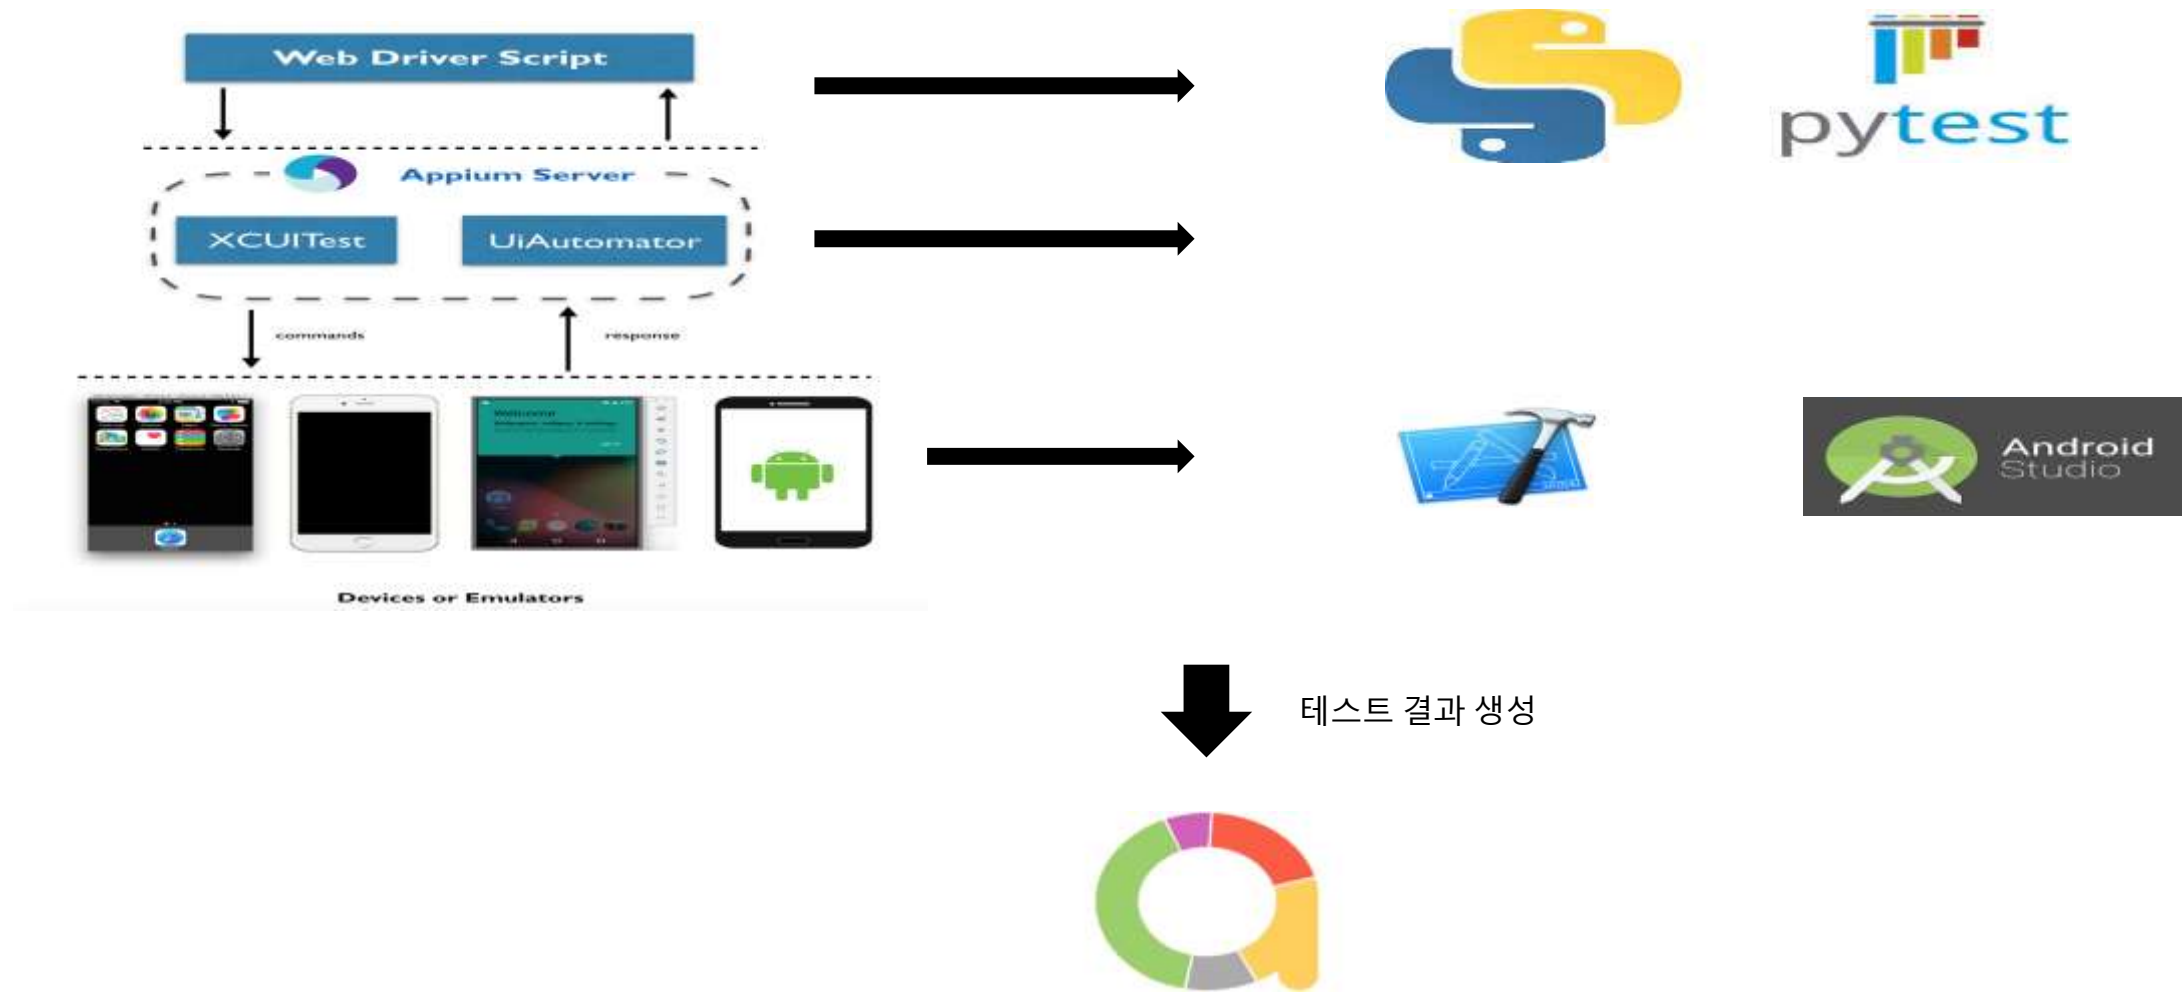 Web Driver Script
pytest
Appium Server
XCUITest
UiAutomator
commands
response
Android
Studio
Devices or Emulators
테스트 결과 생성